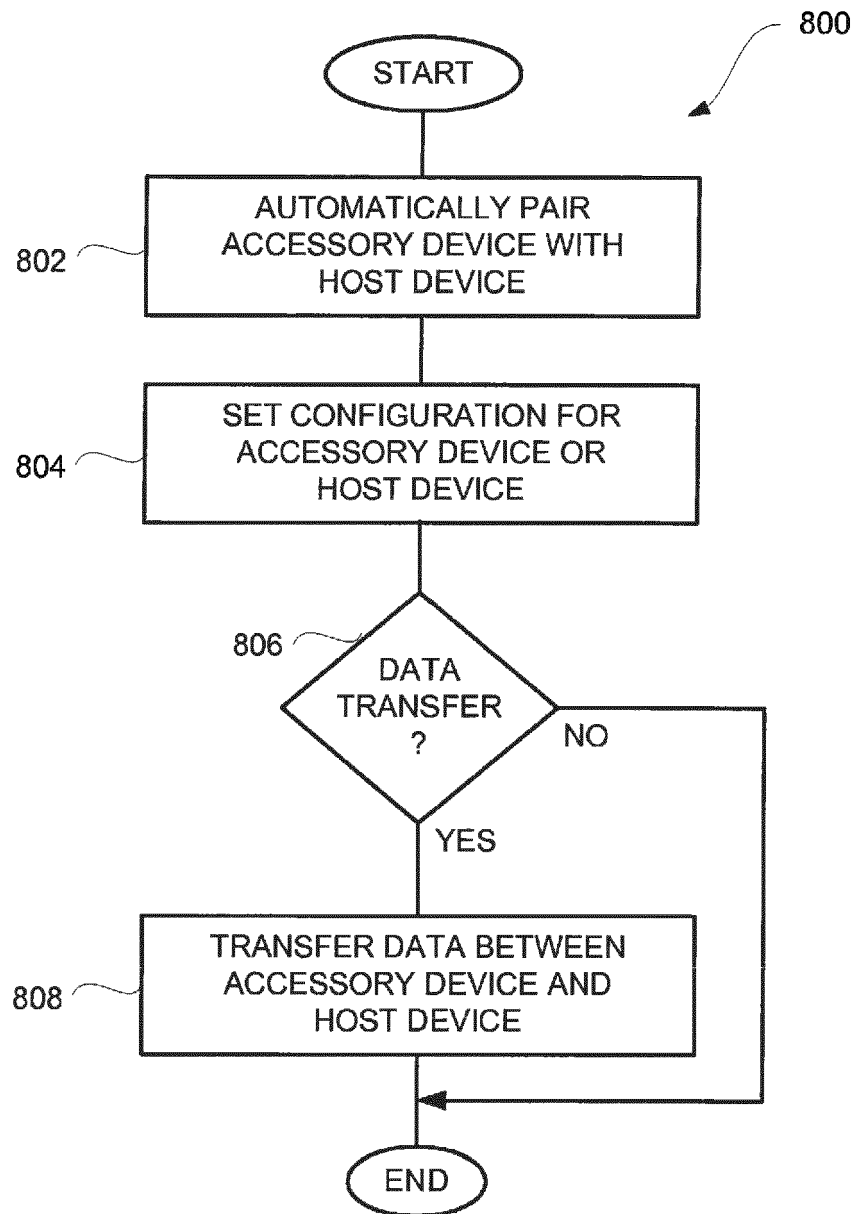 800
START
802
AUTOMATICALLY PAIR
ACCESSORY DEVICE WITH
HOST DEVICE
804
SET CONFIGURATION FOR
ACCESSORY DEVICE OR
HOST DEVICE
806
DATA
TRANSFER
?
NO
YES
808
TRANSFER DATA BETWEEN
ACCESSORY DEVICE AND
HOST DEVICE
END